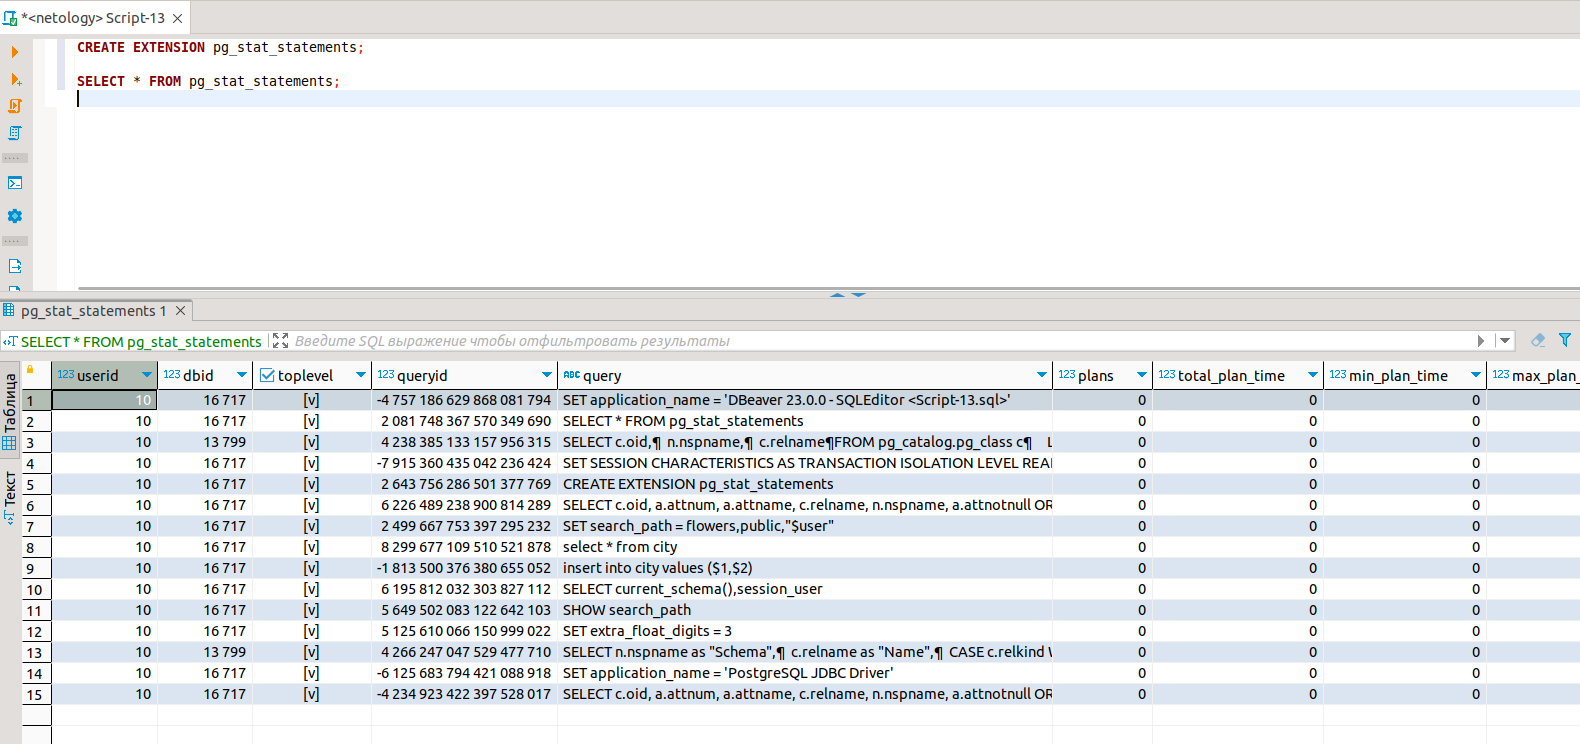 *<netology> Script-13
CREATE EXTENSION pg_stat_statements;
SELECT * FROM pg_stat_statements;
pg_stat_statements 1
SELECT * FROM pg_stat_statements Введите SQL выражение чтобы отфильтровать результаты
Таблица
Текст
123 userid 123 dbid toplevel 123 queryid ABC query 123 plans 123 total_plan_time 123 min_plan_time 123 max_plan_
1 10 16 717 [v] -4 757 186 629 868 081 794 SET application_name = 'DBeaver 23.0.0 - SQLEditor <Script-13.sql>' 0 0 0
2 10 16 717 [v] 2 081 748 367 570 349 690 SELECT * FROM pg_stat_statements 0 0 0
3 10 13 799 [v] 4 238 385 133 157 956 315 SELECT c.oid,¶ n.nspname,¶ c.relname¶FROM pg_catalog.pg_class c¶ L 0 0 0
4 10 16 717 [v] -7 915 360 435 042 236 424 SET SESSION CHARACTERISTICS AS TRANSACTION ISOLATION LEVEL REA 0 0 0
5 10 16 717 [v] 2 643 756 286 501 377 769 CREATE EXTENSION pg_stat_statements 0 0 0
6 10 16 717 [v] 6 226 489 238 900 814 289 SELECT c.oid, a.attnum, a.attname, c.relname, n.nspname, a.attnotnull OR 0 0 0
7 10 16 717 [v] 2 499 667 753 397 295 232 SET search_path = flowers,public,"$user" 0 0 0
8 10 16 717 [v] 8 299 677 109 510 521 878 select * from city 0 0 0
9 10 16 717 [v] -1 813 500 376 380 655 052 insert into city values ($1,$2) 0 0 0
10 10 16 717 [v] 6 195 812 032 303 827 112 SELECT current_schema(),session_user 0 0 0
11 10 16 717 [v] 5 649 502 083 122 642 103 SHOW search_path 0 0 0
12 10 16 717 [v] 5 125 610 066 150 999 022 SET extra_float_digits = 3 0 0 0
13 10 13 799 [v] 4 266 247 047 529 477 710 SELECT n.nspname as "Schema",¶ c.relname as "Name",¶ CASE c.relkind W 0 0 0
14 10 16 717 [v] -6 125 683 794 421 088 918 SET application_name = 'PostgreSQL JDBC Driver' 0 0 0
15 10 16 717 [v] -4 234 923 422 397 528 017 SELECT c.oid, a.attnum, a.attname, c.relname, n.nspname, a.attnotnull OR 0 0 0